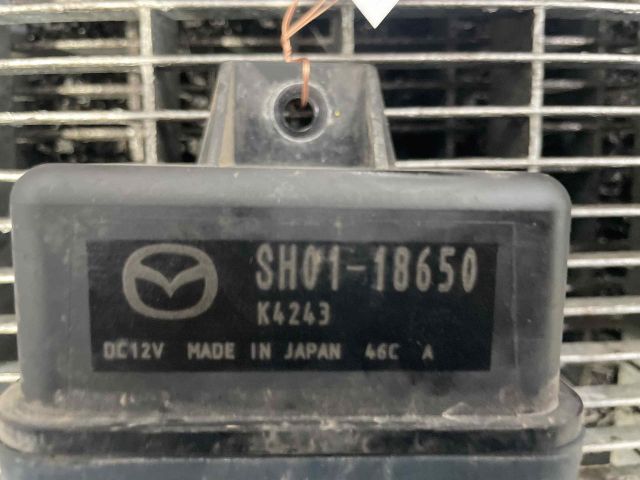 SH01-18650
K4243
DC12V MADE IN JAPAN 46C A